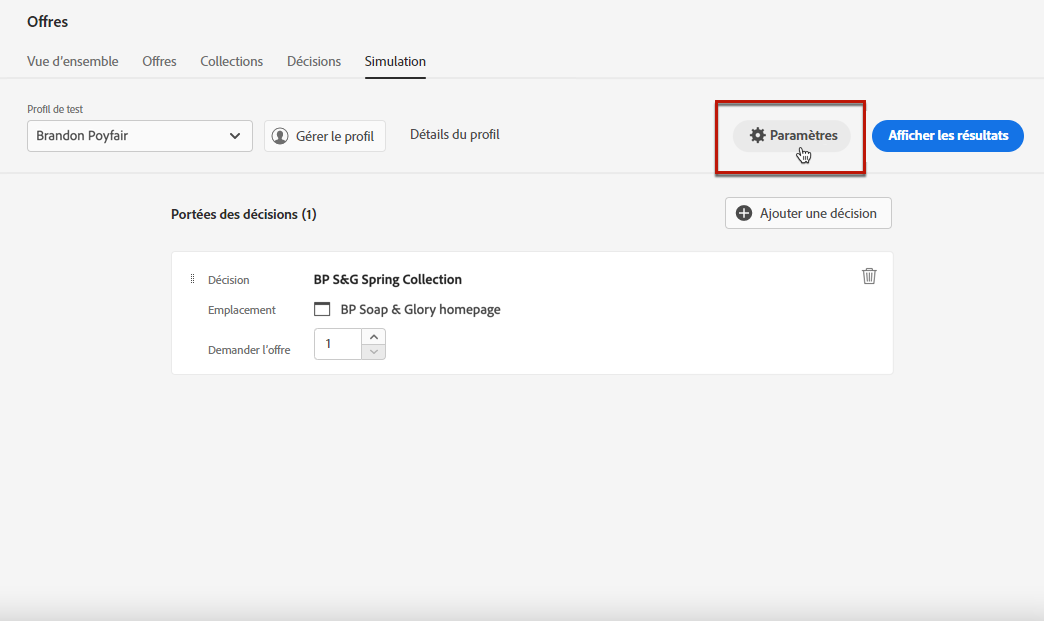 Offres
Vue d'ensemble Offres Collections Décisions Simulation
Profil de test
Brandon Poyfair Gérer le profil Détails du profil Paramètres Afficher les résultats
Portées des décisions (1) Ajouter une décision
Décision BP S&G Spring Collection
Emplacement BP Soap & Glory homepage
Demander l'offre 1